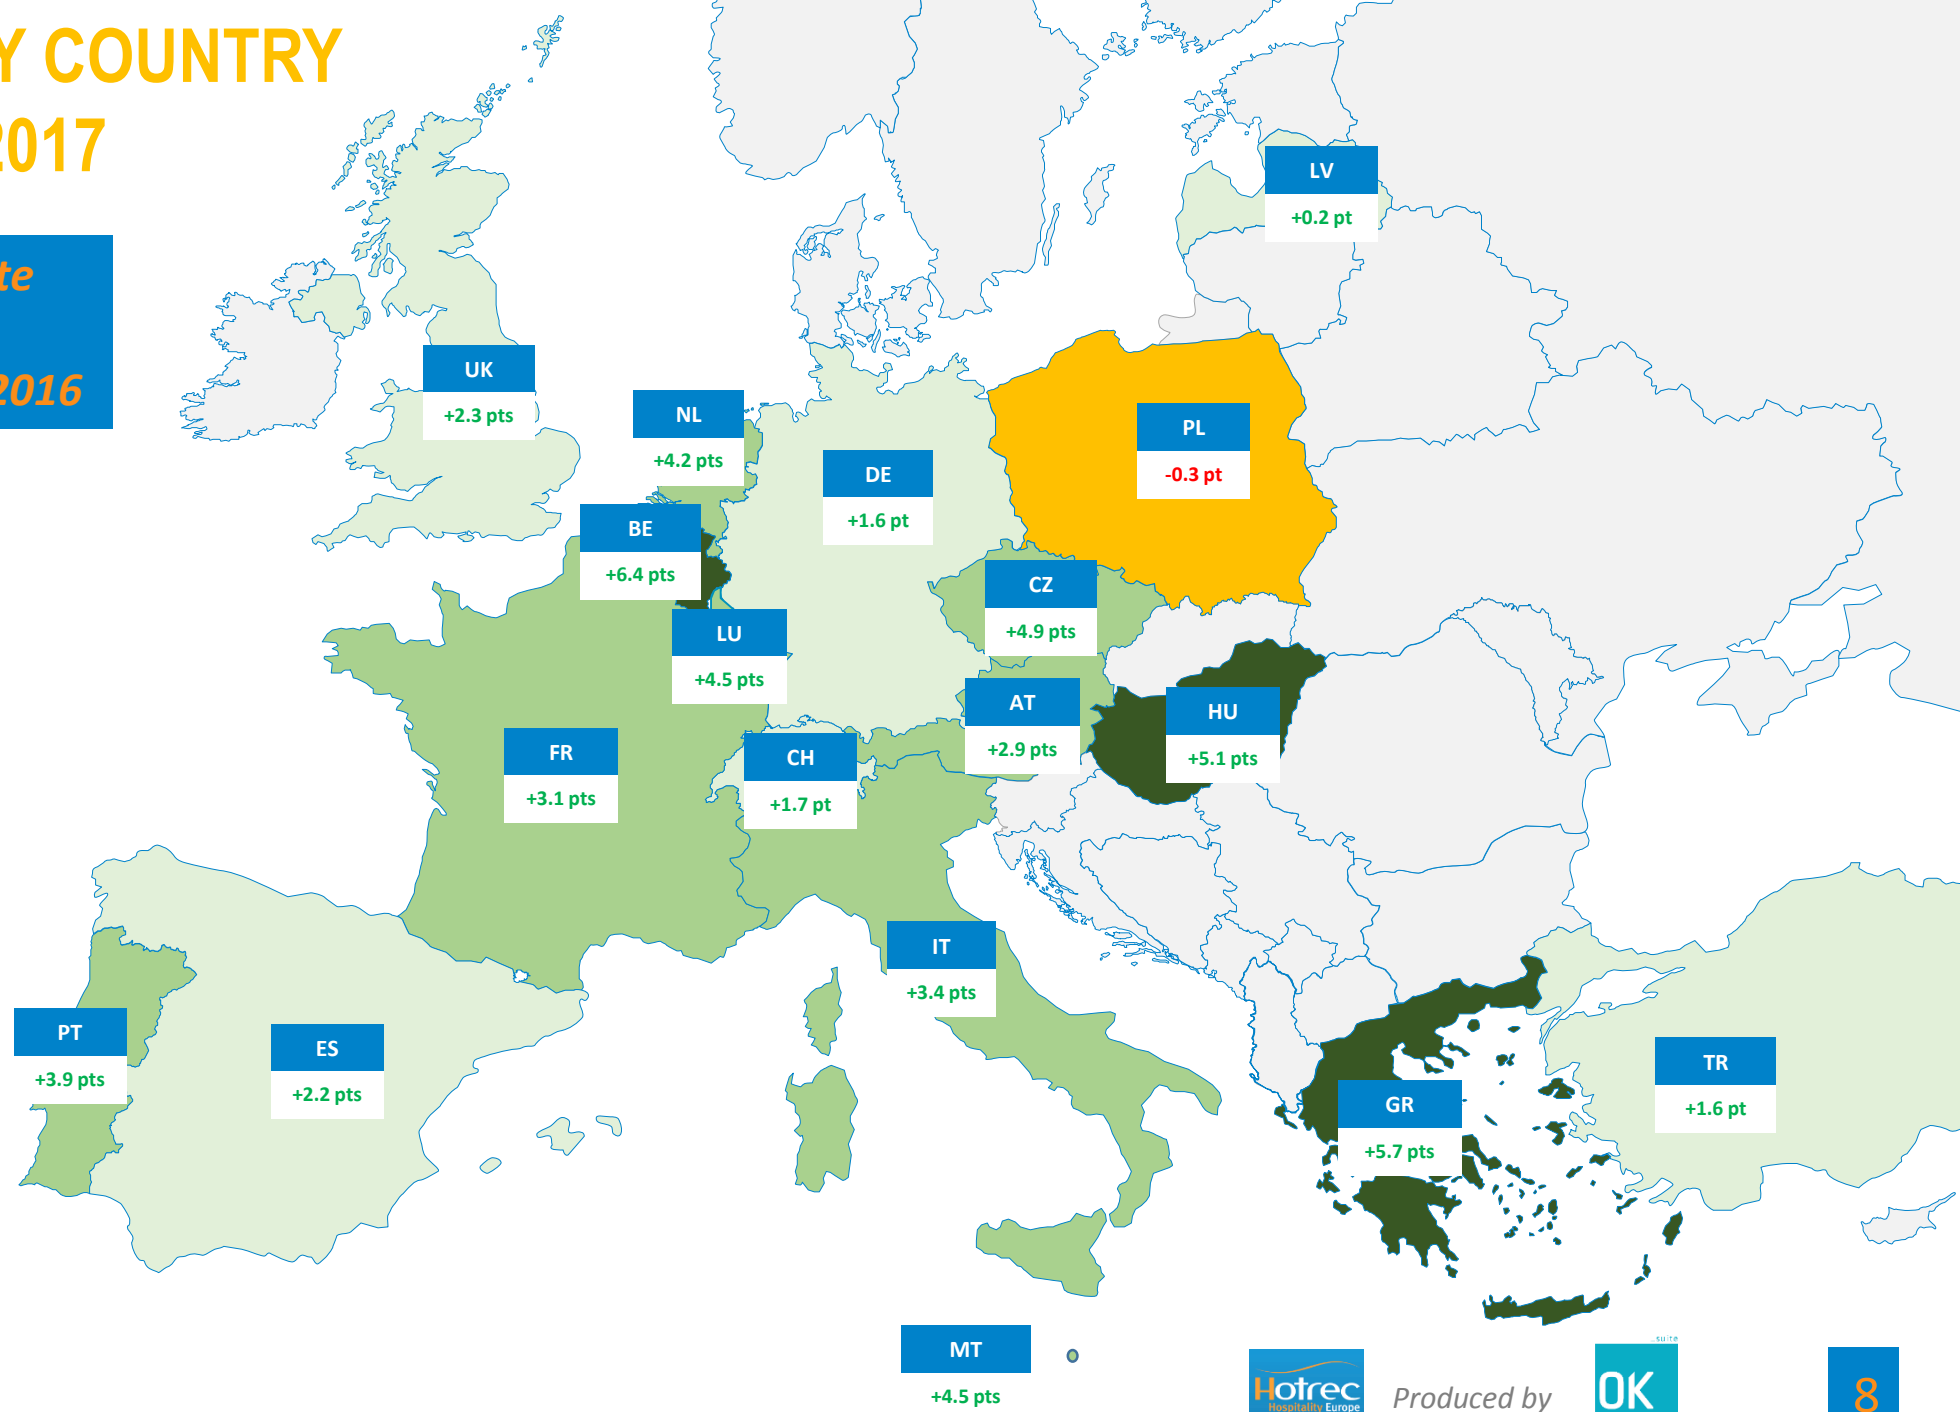 Y COUNTRY
2017
te
2016
LV
+0.2 pt
UK
+2.3 pts
NL
+4.2 pts
PL
-0.3 pt
DE
+1.6 pt
BE
+6.4 pts
CZ
+4.9 pts
LU
+4.5 pts
AT
+2.9 pts
HU
+5.1 pts
FR
+3.1 pts
CH
+1.7 pt
IT
+3.4 pts
PT
+3.9 pts
ES
+2.2 pts
TR
+1.6 pt
GR
+5.7 pts
MT
+4.5 pts
Hotrec
Hospitality Europe
Produced by
suite
OK
8